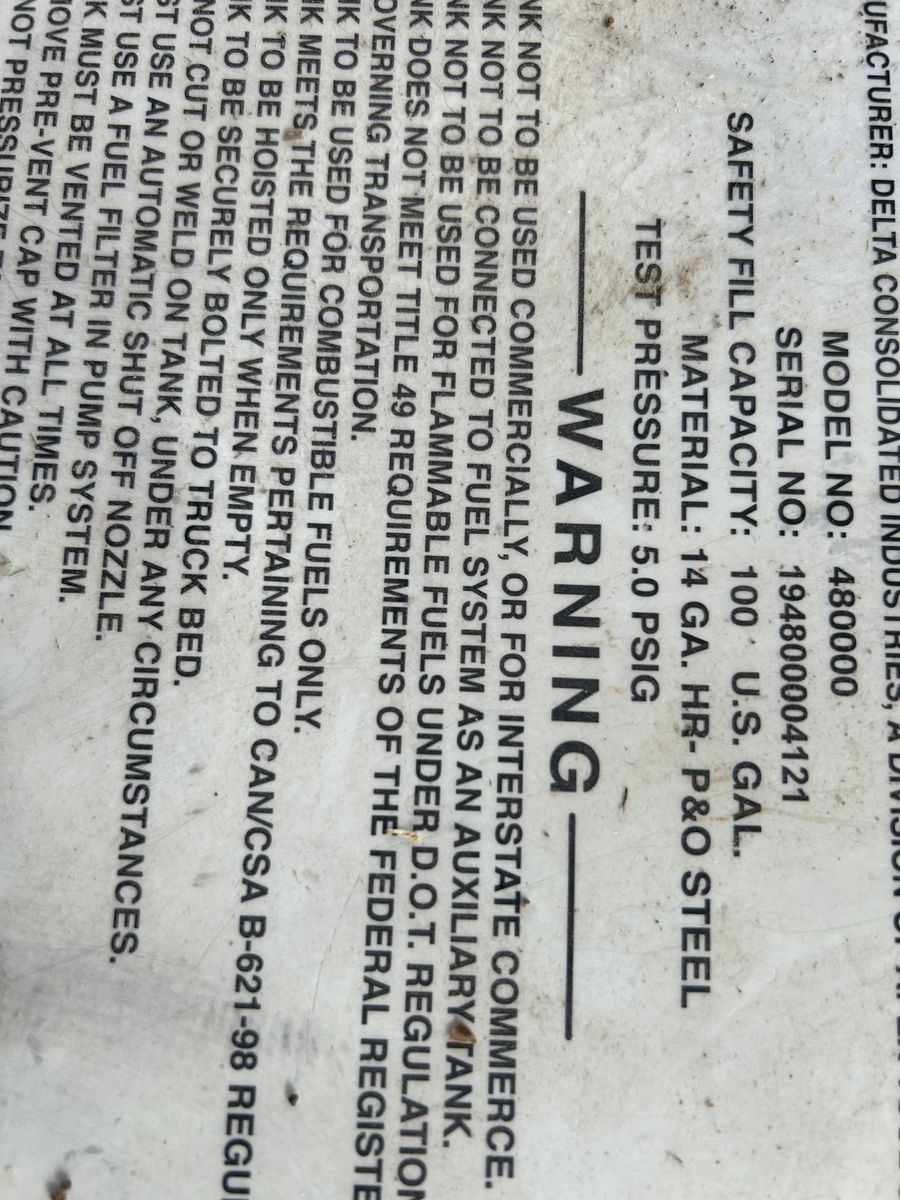 UFACTURER: DELTA CONSOLIDATED INDUSTRIES, A DIVISION OF
MODEL NO: 480000
SERIAL NO: 19480004121
SAFETY FILL CAPACITY: 100 U.S. GAL.
MATERIAL: 14 GA. HR- P&O STEEL
TEST PRESSURE: 5.0 PSIG
WARNING
NK NOT TO BE USED COMMERCIALLY, OR FOR INTERSTATE COMMERCE.
NK NOT TO BE CONNECTED TO FUEL SYSTEM AS AN AUXILIARY TANK.
NK NOT TO BE USED FOR FLAMMABLE FUELS UNDER D.O.T. REGULATION
NK DOES NOT MEET TITLE 49 REQUIREMENTS OF THE FEDERAL REGISTE
OVERNING TRANSPORTATION.
NK TO BE USED FOR COMBUSTIBLE FUELS ONLY.
NK MEETS THE REQUIREMENTS PERTAINING TO CAN/CSA B-621-98 REGU
NK TO BE HOISTED ONLY WHEN EMPTY.
NK TO BE SECURELY BOLTED TO TRUCK BED.
NOT CUT OR WELD ON TANK, UNDER ANY CIRCUMSTANCES.
ST USE AN AUTOMATIC SHUT OFF NOZZLE.
ST USE A FUEL FILTER IN PUMP SYSTEM.
K MUST BE VENTED AT ALL TIMES.
MOVE PRE-VENT CAP WITH CAUTION.
NOT PRESSURIZE